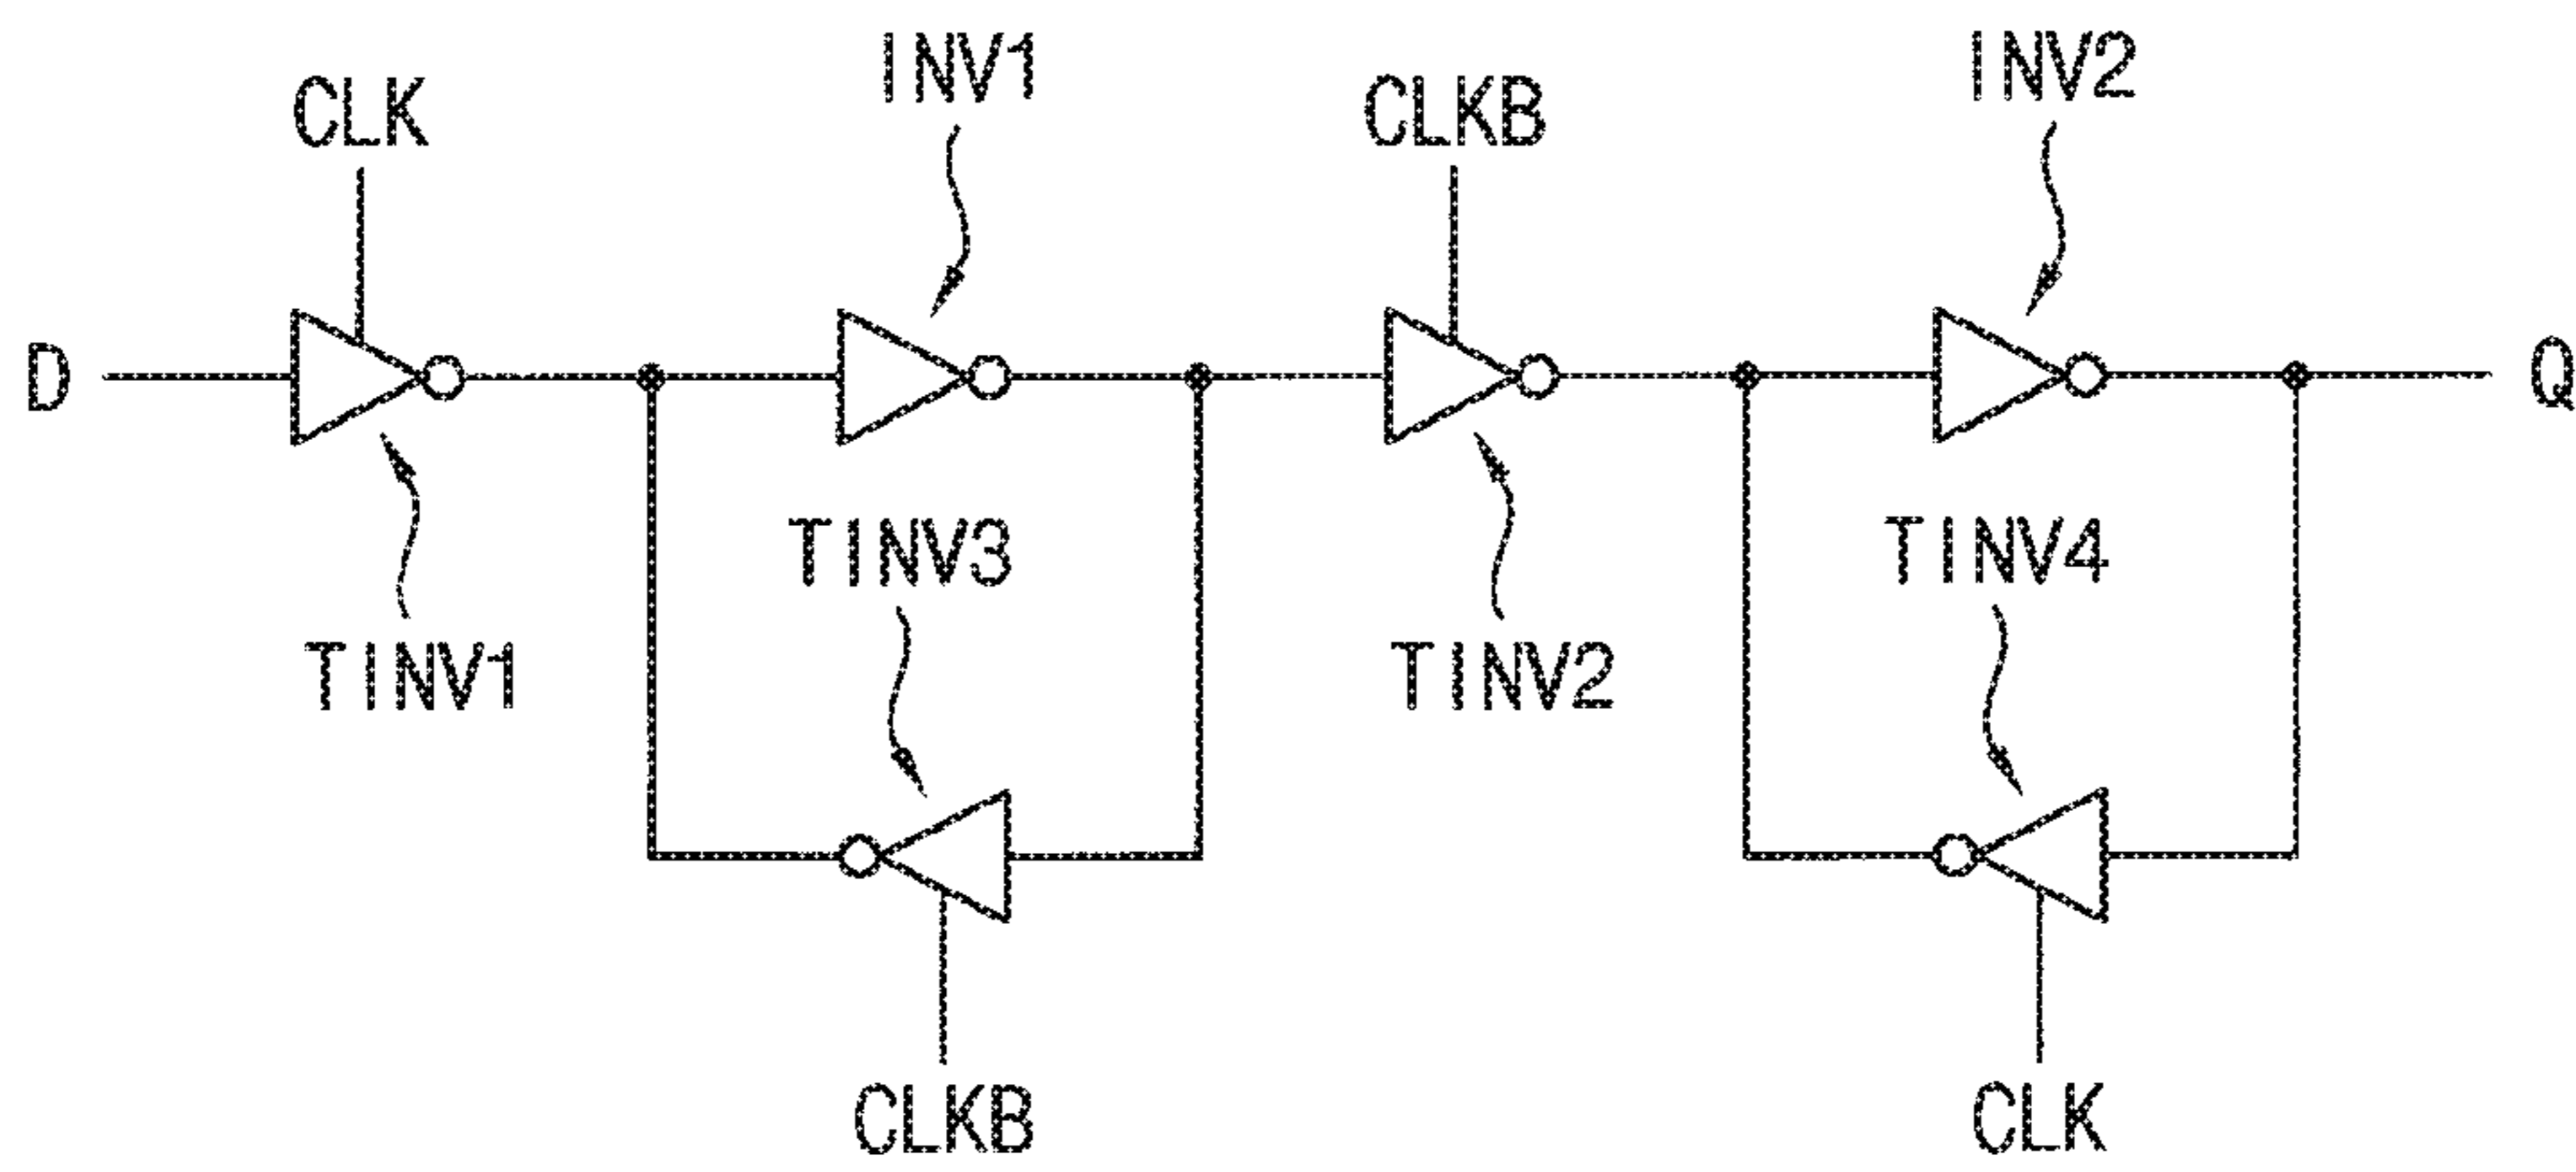 INV1
INV2
CLK
CLKB
D
Q
TINV3
TINV4
TINV1
TINV2
CLKB
CLK